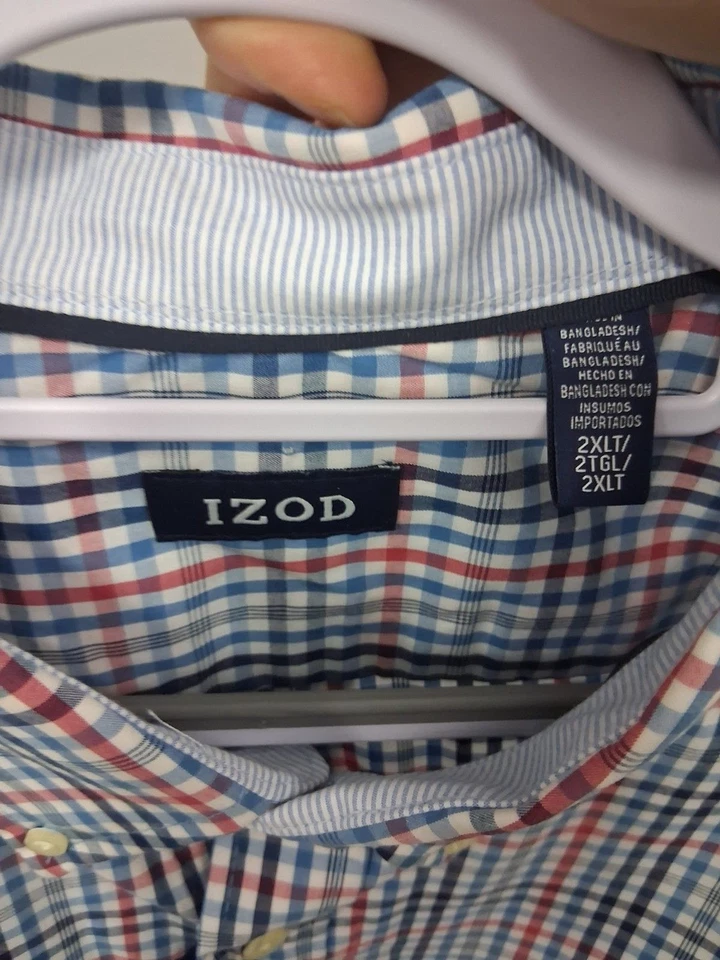 BANGLADESH/
FABRIQUÉ AU
BANGLADESH/
HECHO EN
BANGLADESH CON
INSUMOS
IMPORTADOS
2XLT/
2TGL/
2XLT
IZOD